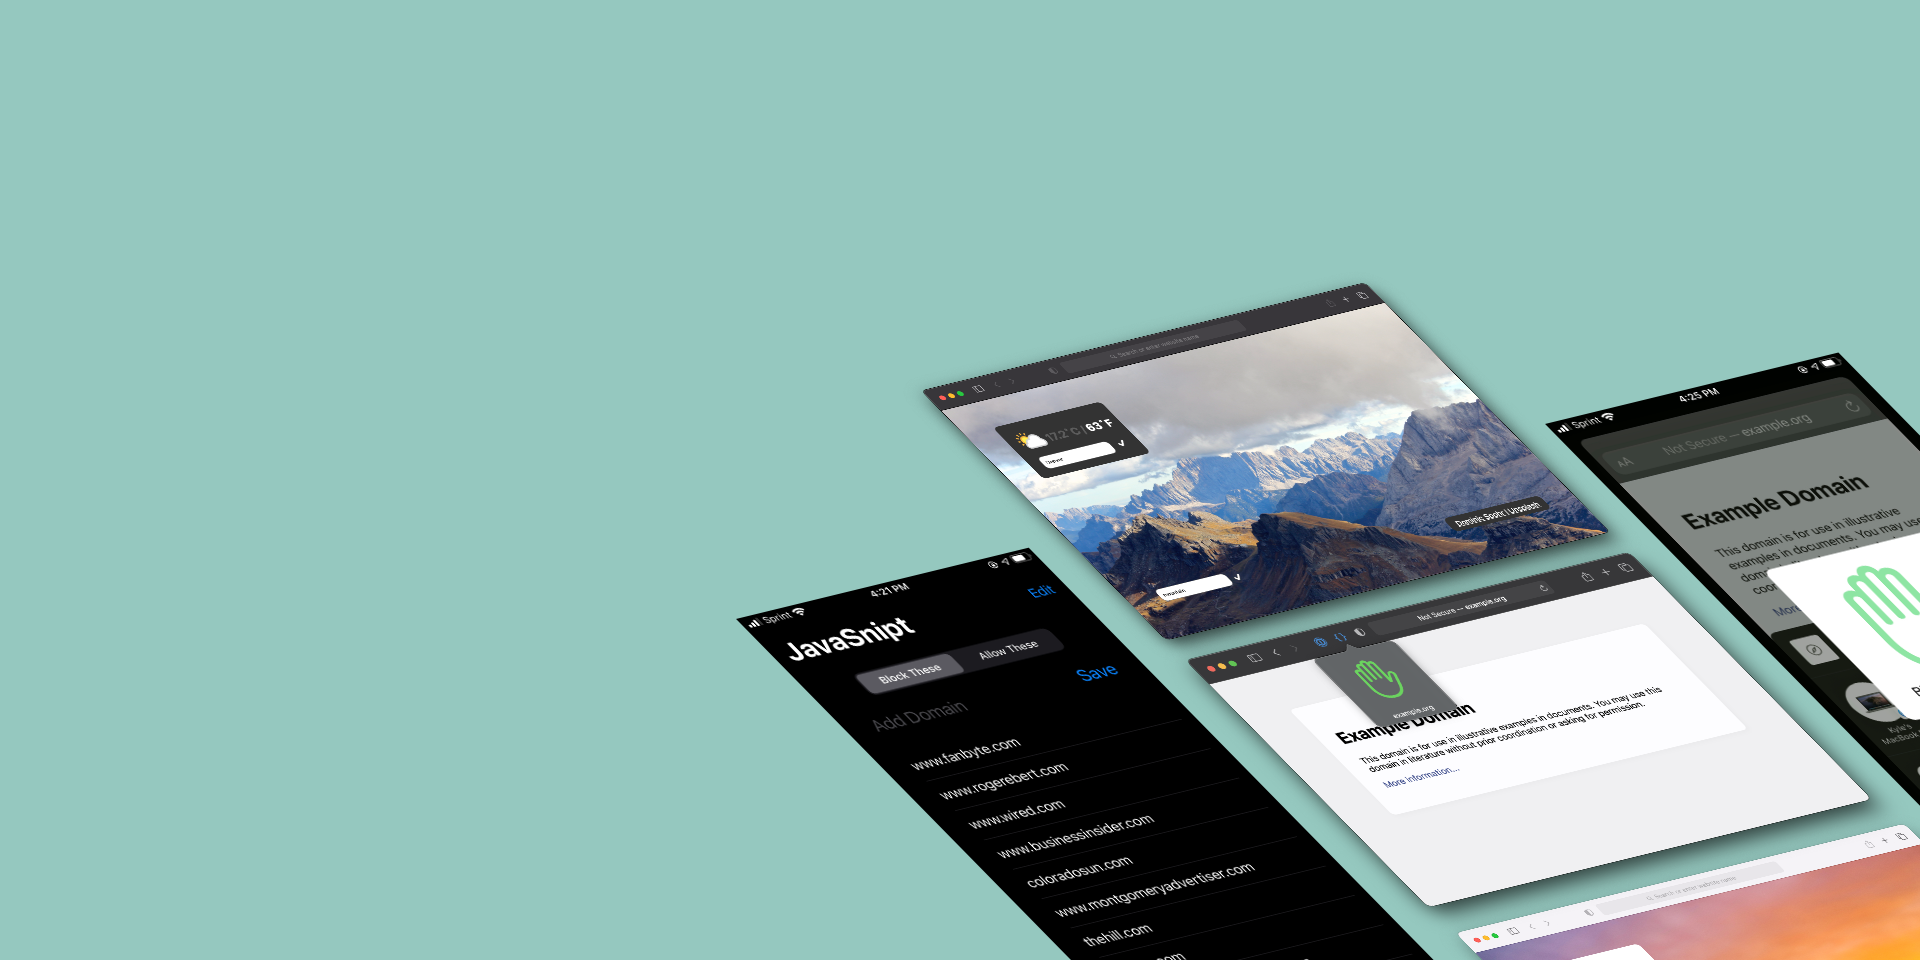 Search or enter website name
17.2°C | 63°F
Dominic Spohr | Unsplash
mountain
Sprint
4:21 PM
Edit
JavaSnipt
Block These
Allow These
Save
Add Domain
www.fanbyte.com
www.rogerebert.com
www.wired.com
www.businessinsider.com
coloradosun.com
www.montgomeryadvertiser.com
thehill.com
.com
Not Secure — example.org
example.org
Example Domain
This domain is for use in illustrative examples in documents. You may use this
domain in literature without prior coordination or asking for permission.
More information...
Sprint
4:25 PM
AA
Not Secure — example.org
Example Domain
This domain is for use in illustrative
examples in documents. You may use
dom
coor
More
Kyle's
MacBook
Search or enter website name